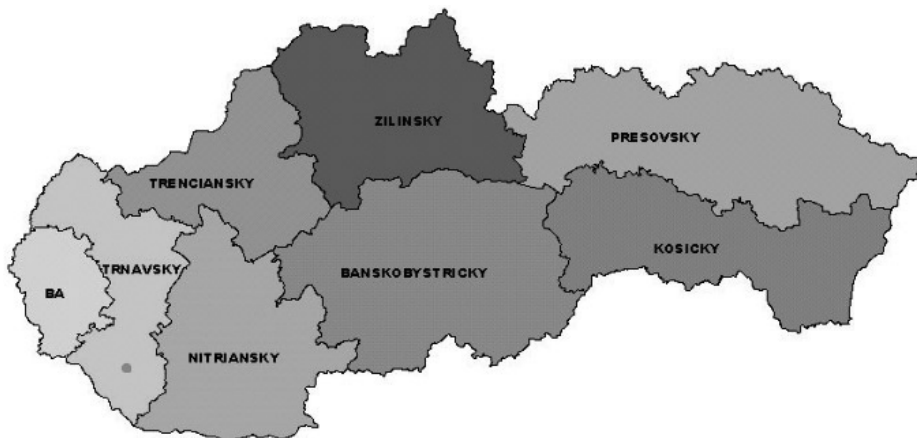 ZILINSKY
PRESOVSKY
TRENCIANSKY
KOSICKY
TRNAVSKY
BANSKOBYSTRICKY
BA
NITRIANSKY